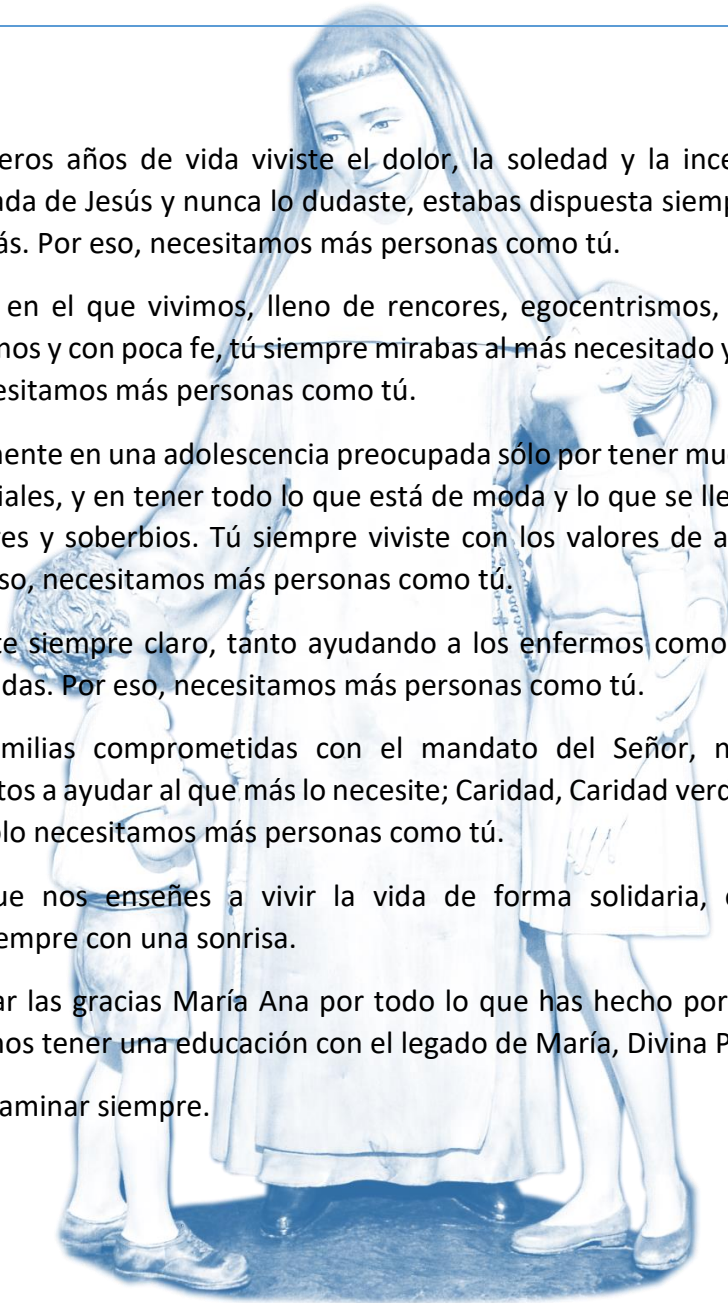 eros años de vida viviste el dolor, la soledad y la ince
da de Jesús y nunca lo dudaste, estabas dispuesta siemp
ás. Por eso, necesitamos más personas como tú.
en el que vivimos, lleno de rencores, egocentrismos,
nos y con poca fe, tú siempre mirabas al más necesitado y
esitamos más personas como tú.
mente en una adolescencia preocupada sólo por tener mu
iales, y en tener todo lo que está de moda y lo que se lle
res y soberbios. Tú siempre viviste con los valores de a
so, necesitamos más personas como tú.
te siempre claro, tanto ayudando a los enfermos como
das. Por eso, necesitamos más personas como tú.
milias comprometidas con el mandato del Señor, n
tos a ayudar al que más lo necesite; Caridad, Caridad verd
olo necesitamos más personas como tú.
ue nos enseñes a vivir la vida de forma solidaria,
empre con una sonrisa.
ar las gracias María Ana por todo lo que has hecho por
nos tener una educación con el legado de María, Divina P
aminar siempre.